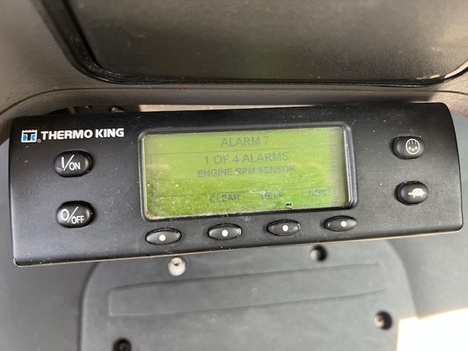 THERMO KING
ALARM 7
1 OF 4 ALARMS
ENGINE RPM SENSOR
CLEAR HELP
I/ON
O/OFF